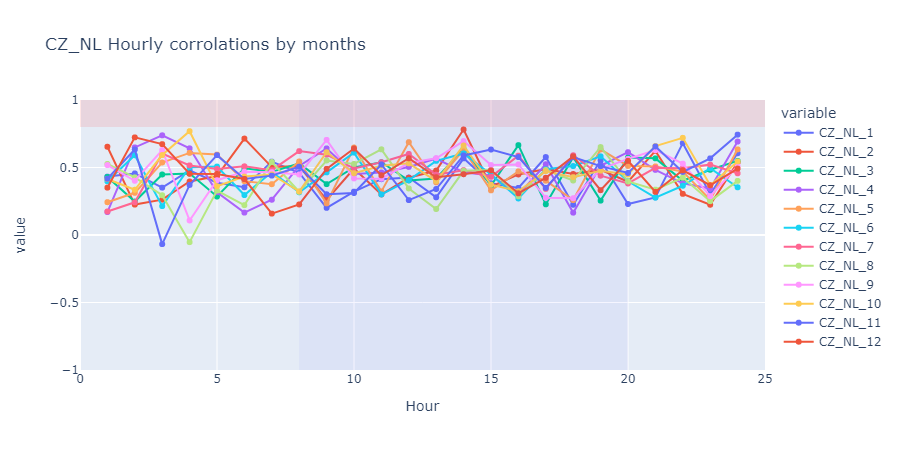 CZ_NL Hourly corrolations by months
1
0.5
0
−0.5
−1
value
0
5
10
15
20
25
Hour
variable
CZ_NL_1
CZ_NL_2
CZ_NL_3
CZ_NL_4
CZ_NL_5
CZ_NL_6
CZ_NL_7
CZ_NL_8
CZ_NL_9
CZ_NL_10
CZ_NL_11
CZ_NL_12